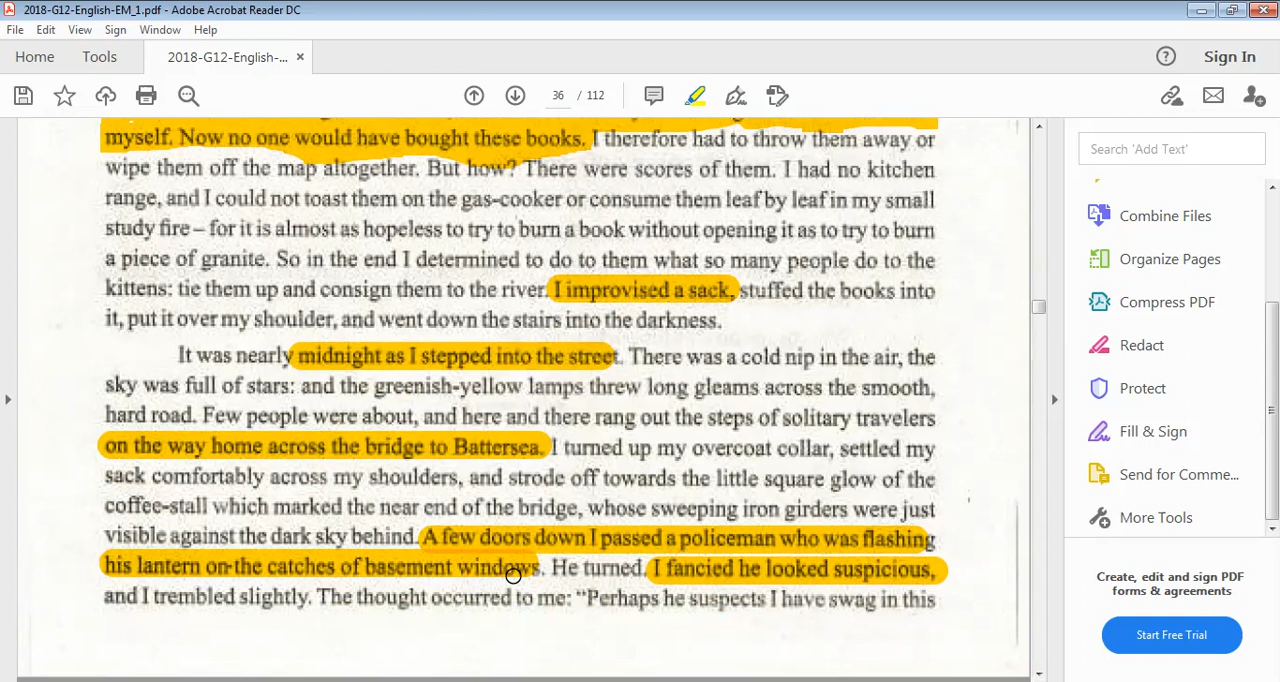 2018-G12-English-EM_1.pdf - Adobe Acrobat Reader DC
File Edit View Sign Window Help
Home Tools 2018-G12-English-... × ? Sign In
36 / 112
myself. Now no one would have bought these books. I therefore had to throw them away or
wipe them off the map altogether. But how? There were scores of them. I had no kitchen
range, and I could not toast them on the gas-cooker or consume them leaf by leaf in my small
study fire – for it is almost as hopeless to try to burn a book without opening it as to try to burn
a piece of granite. So in the end I determined to do to them what so many people do to the
kittens: tie them up and consign them to the river. I improvised a sack, stuffed the books into
it, put it over my shoulder, and went down the stairs into the darkness.
It was nearly midnight as I stepped into the street. There was a cold nip in the air, the
sky was full of stars: and the greenish-yellow lamps threw long gleams across the smooth,
hard road. Few people were about, and here and there rang out the steps of solitary travelers
on the way home across the bridge to Battersea. I turned up my overcoat collar, settled my
sack comfortably across my shoulders, and strode off towards the little square glow of the
coffee-stall which marked the near end of the bridge, whose sweeping iron girders were just
visible against the dark sky behind. A few doors down I passed a policeman who was flashing
his lantern on the catches of basement windows. He turned. I fancied he looked suspicious,
and I trembled slightly. The thought occurred to me: “Perhaps he suspects I have swag in this
Search 'Add Text'
Combine Files
Organize Pages
Compress PDF
Redact
Protect
Fill & Sign
Send for Comme...
More Tools
Create, edit and sign PDF
forms & agreements
Start Free Trial